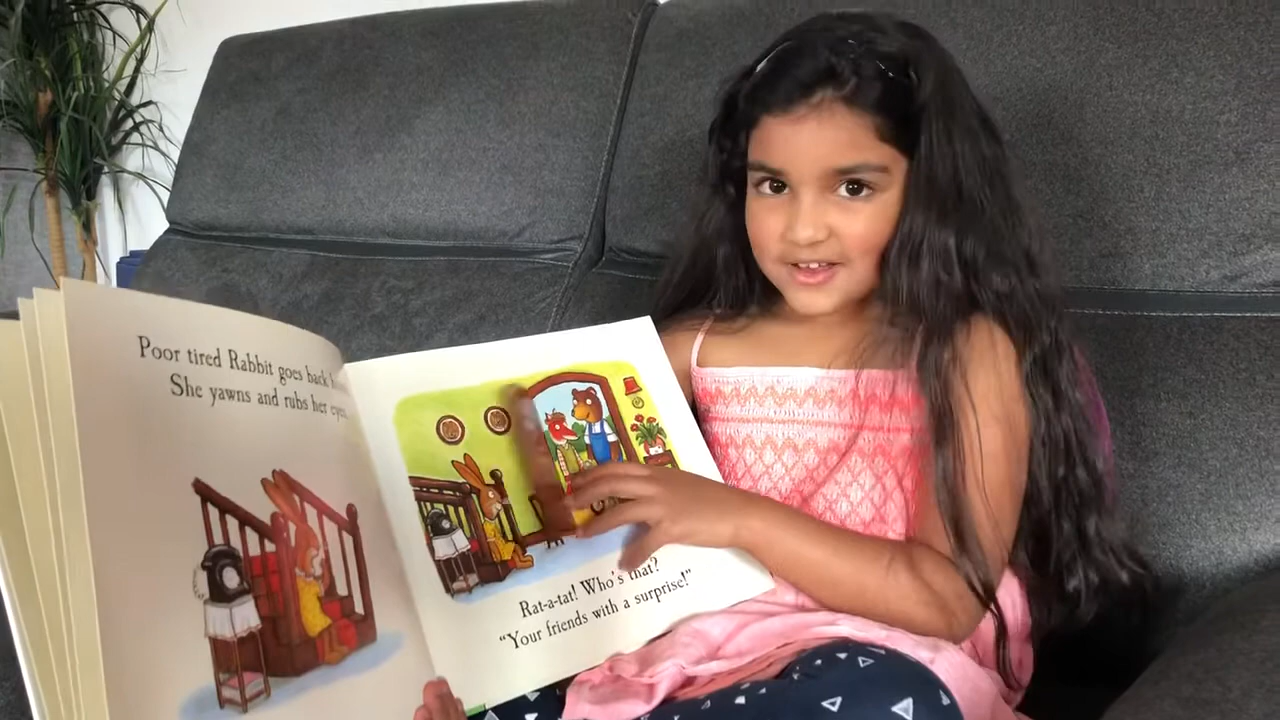 Poor tired Rabbit goes back
She yawns and rubs her eyes
Rat-a-tat! Who's that?
"Your friends with a surprise!"